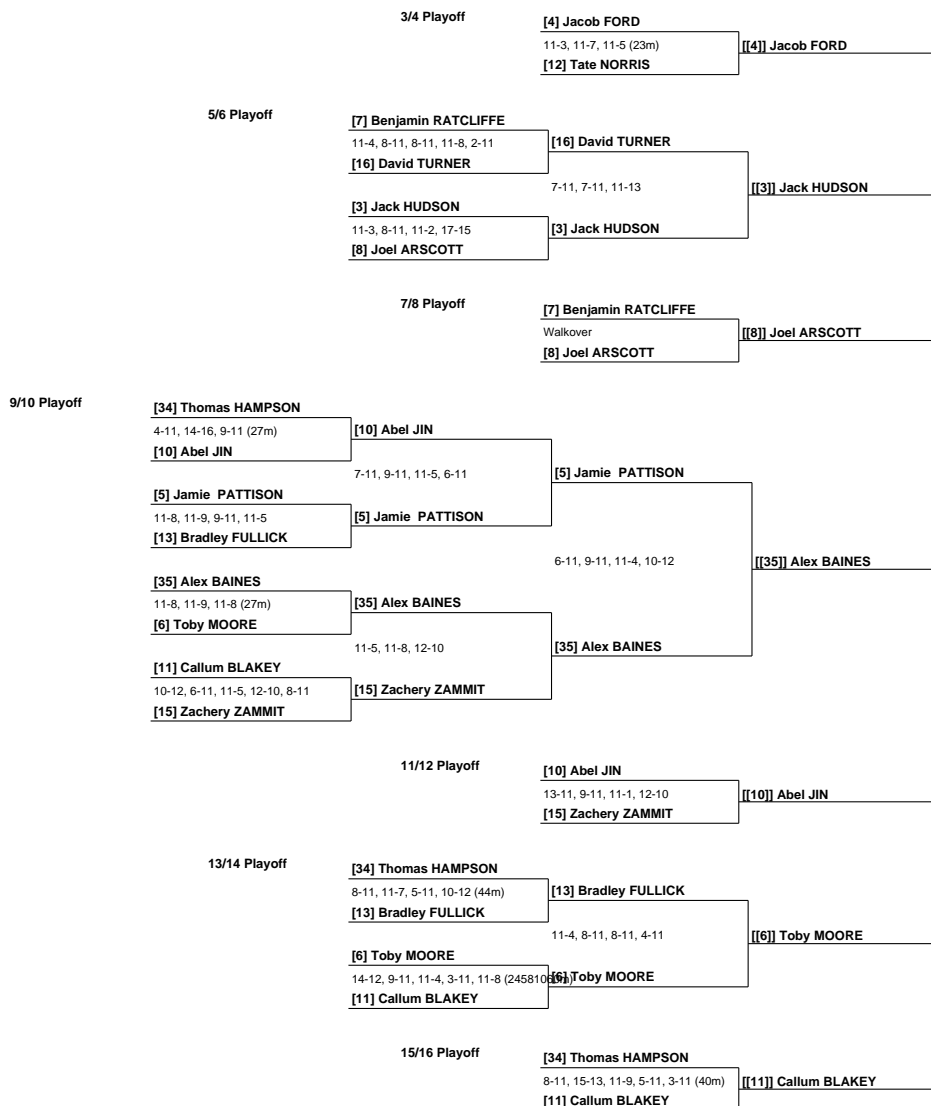 3/4 Playoff
[4] Jacob FORD
11-3, 11-7, 11-5 (23m)
[[4]] Jacob FORD
[12] Tate NORRIS
5/6 Playoff
[7] Benjamin RATCLIFFE
11-4, 8-11, 8-11, 11-8, 2-11
[16] David TURNER
[16] David TURNER
7-11, 7-11, 11-13
[[3]] Jack HUDSON
[3] Jack HUDSON
11-3, 8-11, 11-2, 17-15
[3] Jack HUDSON
[8] Joel ARSCOTT
7/8 Playoff
[7] Benjamin RATCLIFFE
Walkover
[[8]] Joel ARSCOTT
[8] Joel ARSCOTT
9/10 Playoff
[34] Thomas HAMPSON
4-11, 14-16, 9-11 (27m)
[10] Abel JIN
[10] Abel JIN
7-11, 9-11, 11-5, 6-11
[5] Jamie PATTISON
[5] Jamie PATTISON
11-8, 11-9, 9-11, 11-5
[5] Jamie PATTISON
[13] Bradley FULLICK
6-11, 9-11, 11-4, 10-12
[[35]] Alex BAINES
[35] Alex BAINES
11-8, 11-9, 11-8 (27m)
[35] Alex BAINES
[6] Toby MOORE
11-5, 11-8, 12-10
[35] Alex BAINES
[11] Callum BLAKEY
10-12, 6-11, 11-5, 12-10, 8-11
[15] Zachery ZAMMIT
[15] Zachery ZAMMIT
11/12 Playoff
[10] Abel JIN
13-11, 9-11, 11-1, 12-10
[[10]] Abel JIN
[15] Zachery ZAMMIT
13/14 Playoff
[34] Thomas HAMPSON
8-11, 11-7, 5-11, 10-12 (44m)
[13] Bradley FULLICK
[13] Bradley FULLICK
11-4, 8-11, 8-11, 4-11
[[6]] Toby MOORE
[6] Toby MOORE
14-12, 9-11, 11-4, 3-11, 11-8
[6] Toby MOORE
[11] Callum BLAKEY
15/16 Playoff
[34] Thomas HAMPSON
8-11, 15-13, 11-9, 5-11, 3-11 (40m)
[[11]] Callum BLAKEY
[11] Callum BLAKEY